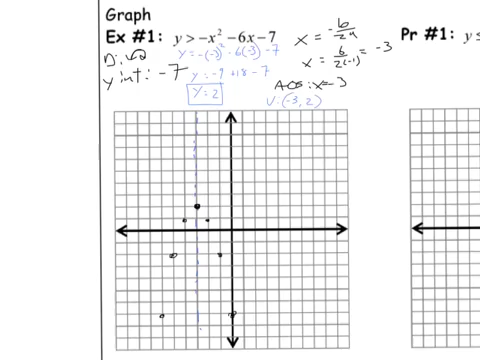 Graph
Ex #1: y > -x² - 6x - 7
Pr #1: y ≤
y = -(-3)² - 6(-3) - 7
y int: -7
y = -9 + 18 - 7
y = 2
x = 6/2(-1) = -3
AOS: x = -3
V: (-3, 2)